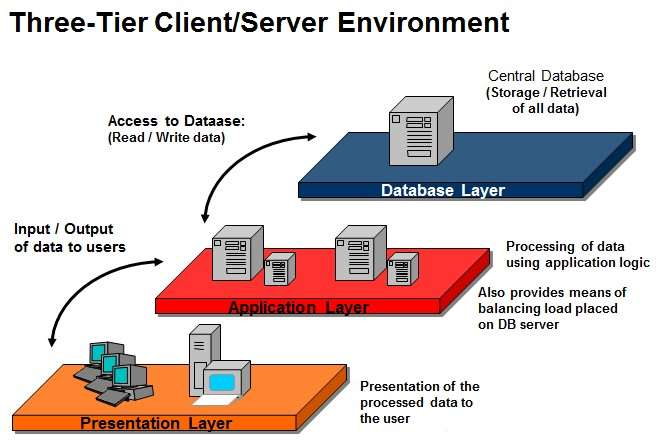 Three-Tier Client/Server Environment
Central Database
(Storage / Retrieval
of all data)
Access to Dataase:
(Read / Write data)
Database Layer
Input / Output
of data to users
Processing of data
using application logic
Also provides means of
balancing load placed
on DB server
Application Layer
Presentation of the
processed data to
the user
Presentation Layer